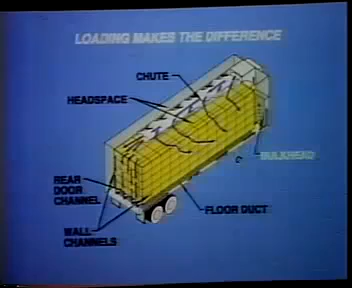 LOADING MAKES THE DIFFERENCE
CHUTE
HEADSPACE
BULKHEAD
REAR
DOOR
CHANNEL
FLOOR DUCT
WALL
CHANNELS